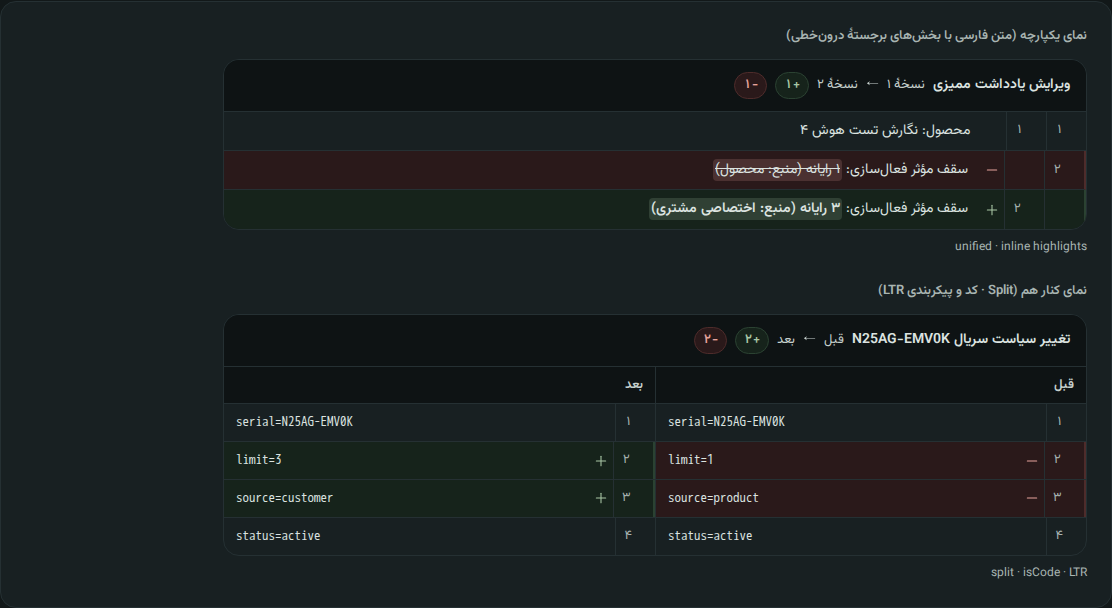 نمای یکپارچه (متن فارسی با بخش‌های برجستهٔ درون‌خطی)
ویرایش یادداشت ممیزی نسخهٔ ۱ ← نسخهٔ ۲ +۱ −۱
۱ ۱ محصول: نگارش تست هوش ۴
۲ − سقف مؤثر فعال‌سازی: ۱ رایانه (منبع: محصول)
۲ + سقف مؤثر فعال‌سازی: ۳ رایانه (منبع: اختصاصی مشتری)
unified · inline highlights
نمای کنار هم (Split · کد و پیکربندی LTR)
تغییر سیاست سریال N25AG-EMV0K قبل ← بعد +۲ −۲
قبل بعد
۱ serial=N25AG-EMV0K ۱ serial=N25AG-EMV0K
۲ − limit=1 ۲ + limit=3
۳ − source=product ۳ + source=customer
۴ status=active ۴ status=active
split · isCode · LTR